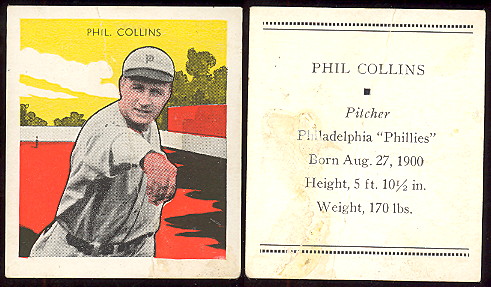 PHIL. COLLINS
P
PHIL COLLINS
Pitcher
Philadelphia "Phillies"
Born Aug. 27, 1900
Height, 5 ft. 10½ in.
Weight, 170 lbs.